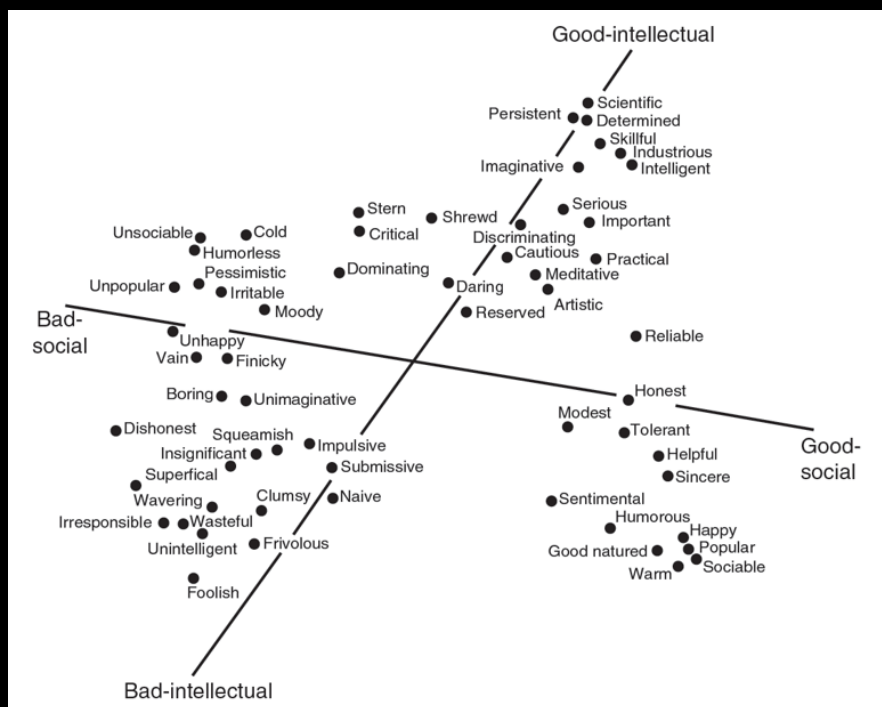 Good-intellectual
Scientific
Persistent
Determined
Skillful
Industrious
Imaginative
Intelligent
Serious
Stern
Shrewd
Important
Unsociable
Cold
Critical
Discriminating
Humorless
Cautious
Practical
Pessimistic
Dominating
Meditative
Unpopular
Irritable
Daring
Artistic
Moody
Reserved
Bad-
social
Reliable
Unhappy
Vain
Finicky
Honest
Boring
Unimaginative
Modest
Dishonest
Squeamish
Impulsive
Tolerant
Good-
social
Insignificant
Submissive
Helpful
Superfical
Sincere
Wavering
Clumsy
Naive
Sentimental
Irresponsible
Wasteful
Humorous
Happy
Unintelligent
Frivolous
Good natured
Popular
Warm
Sociable
Foolish
Bad-intellectual